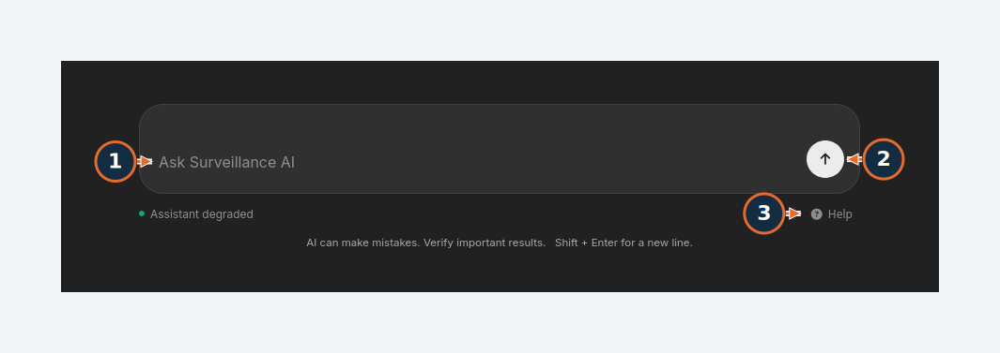 1 Ask Surveillance AI 2
Assistant degraded 3 ? Help
AI can make mistakes. Verify important results. Shift + Enter for a new line.